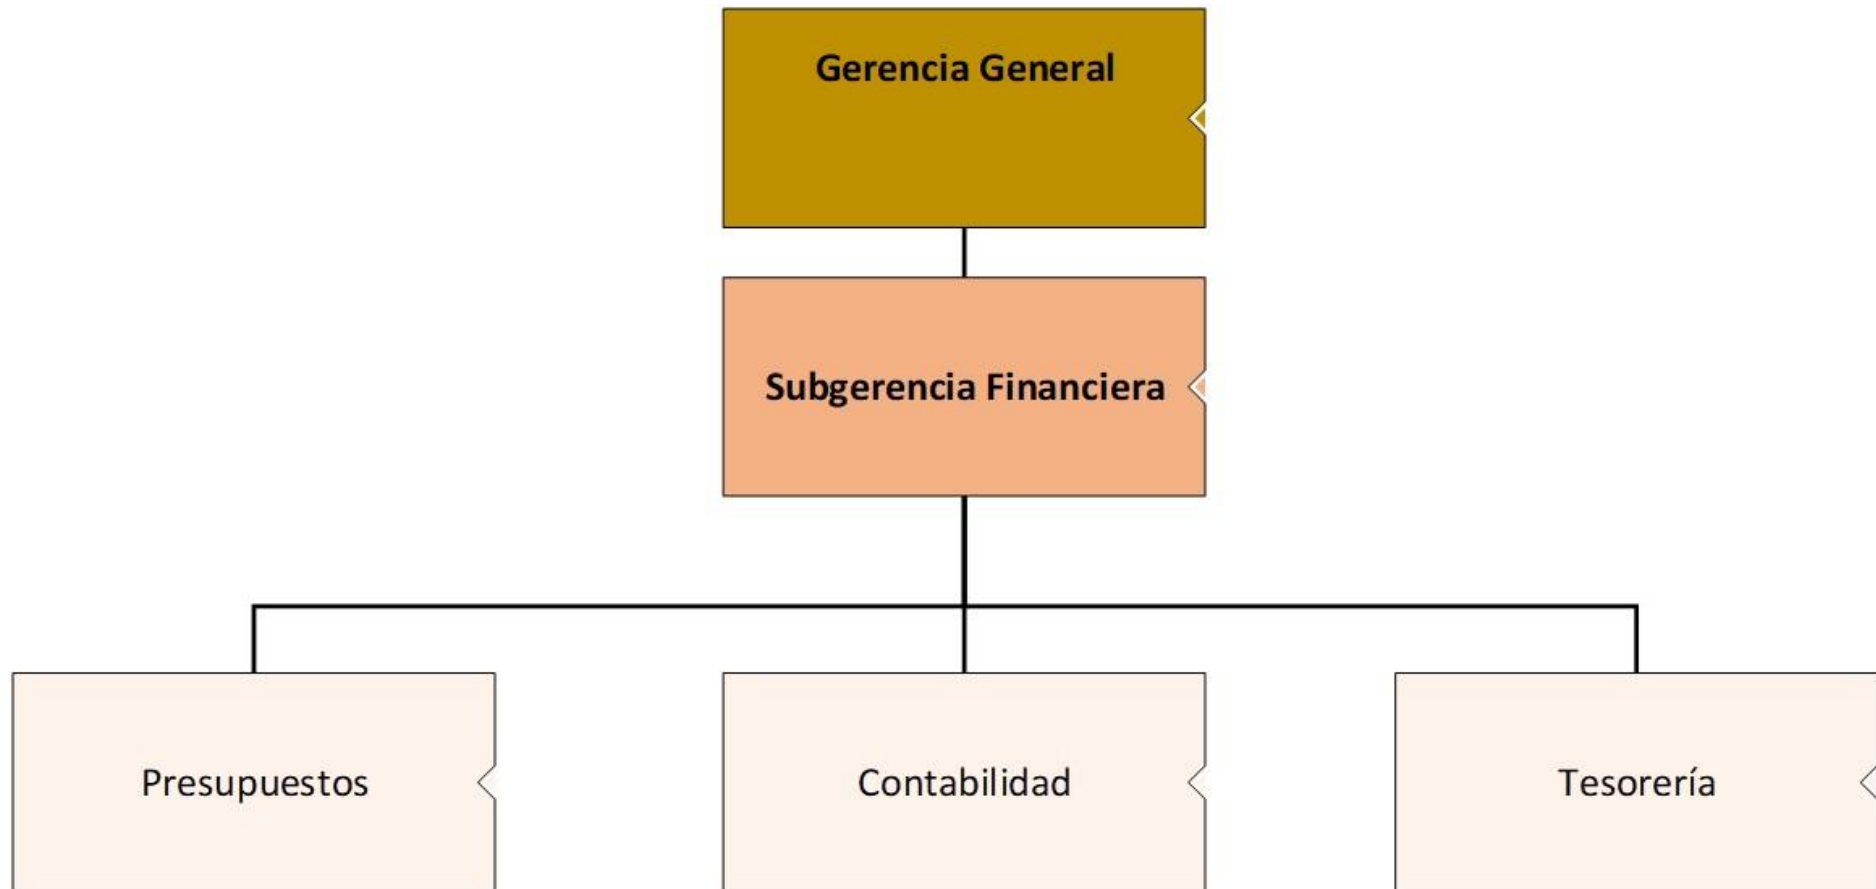 Gerencia General
Subgerencia Financiera
Presupuestos
Contabilidad
Tesorería